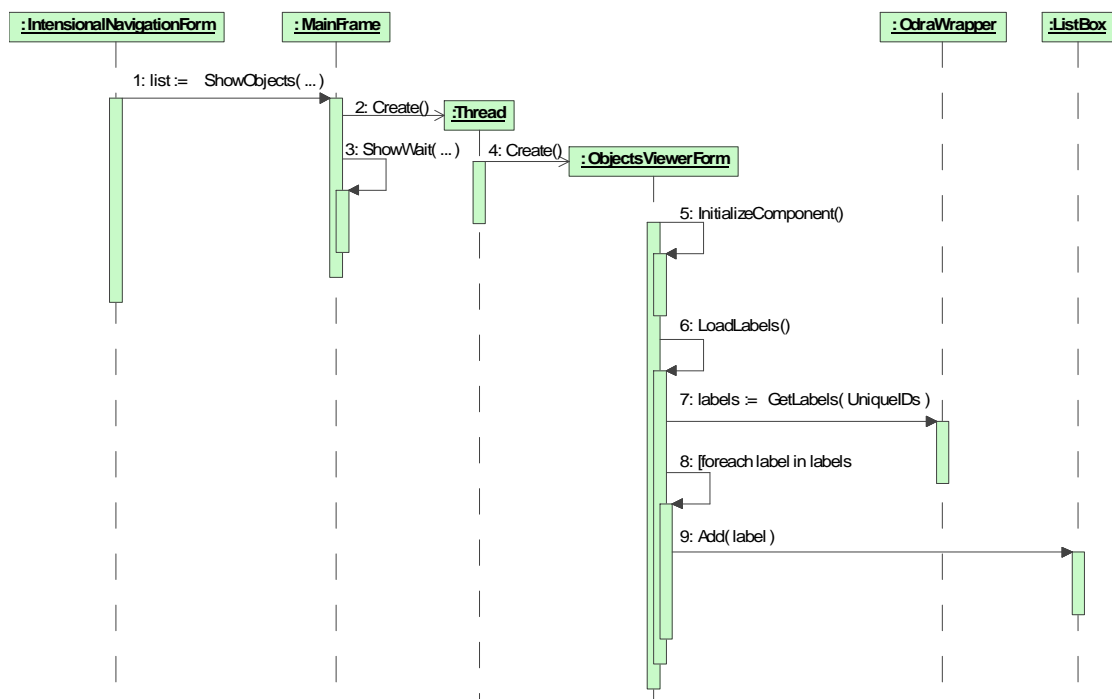 : IntensionalNavigationForm
: MainFrame
: OdraWrapper
:ListBox
1: list := ShowObjects( ... )
2: Create()
:Thread
3: ShowWait( ... )
4: Create()
: ObjectsViewerForm
5: InitializeComponent()
6: LoadLabels()
7: labels := GetLabels( UniqueIDs )
8: [foreach label in labels
9: Add( label )